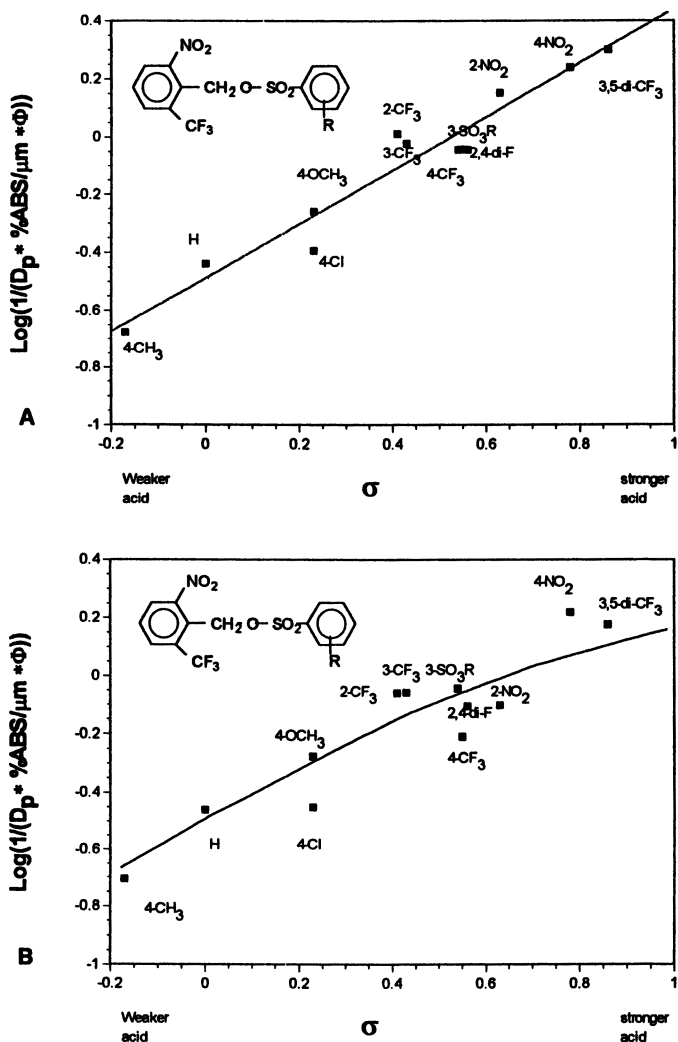 Log(1/(Dp* %ABS/μm *Φ))
0.4
0.2
0
-0.2
-0.4
-0.6
-0.8
-1
NO2
CH2 O – SO2
CF3
R
4-CH3
H
4-OCH3
4-Cl
2-CF3
3-CF3
4-CF3
3-SO3R
2,4-di-F
2-NO2
4-NO2
3,5-di-CF3
A
-0.2 0 0.2 0.4 0.6 0.8 1
Weaker
acid
σ
stronger
acid
Log(1/(Dp* %ABS/μm *Φ))
0.4
0.2
0
-0.2
-0.4
-0.6
-0.8
-1
NO2
CH2 O – SO2
CF3
R
4-CH3
H
4-OCH3
4-Cl
2-CF3
3-CF3
3-SO3R
2,4-di-F
2-NO2
4-CF3
4-NO2
3,5-di-CF3
B
-0.2 0 0.2 0.4 0.6 0.8 1
Weaker
acid
σ
stronger
acid